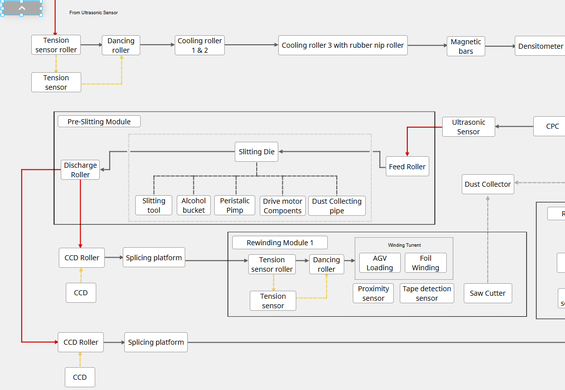 From Ultrasonic Sensor
Tension
sensor roller
Dancing
roller
Cooling roller
1 & 2
Cooling roller 3 with rubber nip roller
Magnetic
bars
Densitometer
Tension
sensor
Pre-Slitting Module
Ultrasonic
Sensor
CPC
Slitting Die
Discharge
Roller
Feed Roller
Dust Collector
Slitting
tool
Alcohol
bucket
Peristalic
Pimp
Drive motor
Compoents
Dust Collecting
pipe
Rewinding Module 1
Winding Turrent
CCD Roller
Splicing platform
Tension
sensor roller
Dancing
roller
AGV
Loading
Foil
Winding
CCD
Tension
sensor
Proximity
sensor
Tape detection
sensor
Saw Cutter
CCD Roller
Splicing platform
CCD